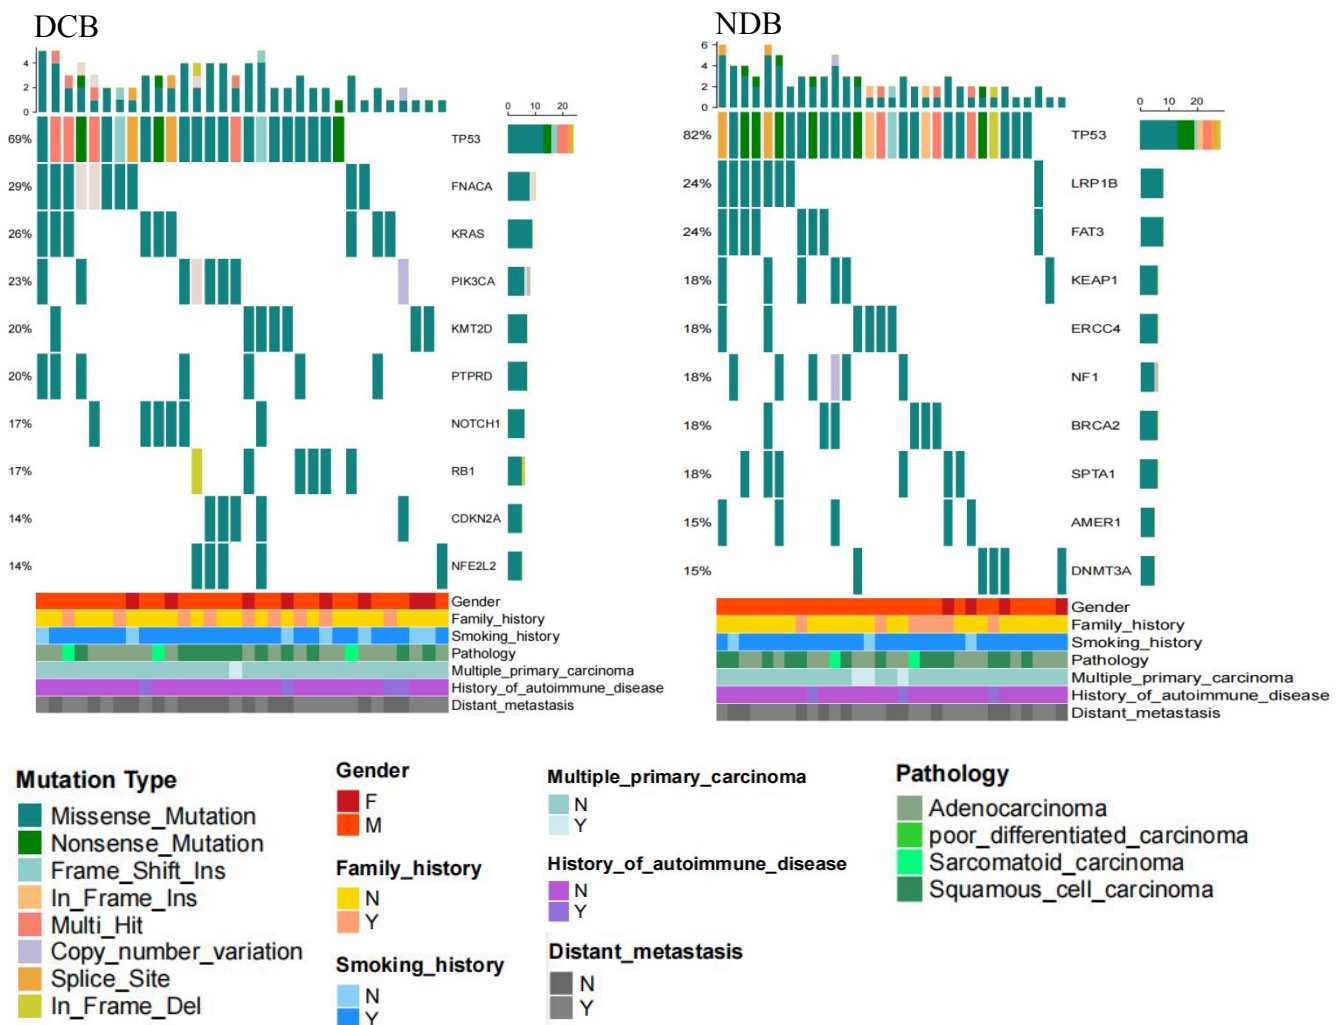 DCB
4
2
0
0 10 20
69% TP53
29% FNACA
26% KRAS
23% PIK3CA
20% KMT2D
20% PTPRD
17% NOTCH1
17% RB1
14% CDKN2A
14% NFE2L2
Gender
Family_history
Smoking_history
Pathology
Multiple_primary_carcinoma
History_of_autoimmune_disease
Distant_metastasis
NDB
6
4
2
0
0 10 20
82% TP53
24% LRP1B
24% FAT3
18% KEAP1
18% ERCC4
18% NF1
18% BRCA2
18% SPTA1
15% AMER1
15% DNMT3A
Gender
Family_history
Smoking_history
Pathology
Multiple_primary_carcinoma
History_of_autoimmune_disease
Distant_metastasis
Mutation Type
Missense_Mutation
Nonsense_Mutation
Frame_Shift_Ins
In_Frame_Ins
Multi_Hit
Copy_number_variation
Splice_Site
In_Frame_Del
Gender
F
M
Family_history
N
Y
Smoking_history
N
Y
Multiple_primary_carcinoma
N
Y
History_of_autoimmune_disease
N
Y
Distant_metastasis
N
Y
Pathology
Adenocarcinoma
poor_differentiated_carcinoma
Sarcomatoid_carcinoma
Squamous_cell_carcinoma